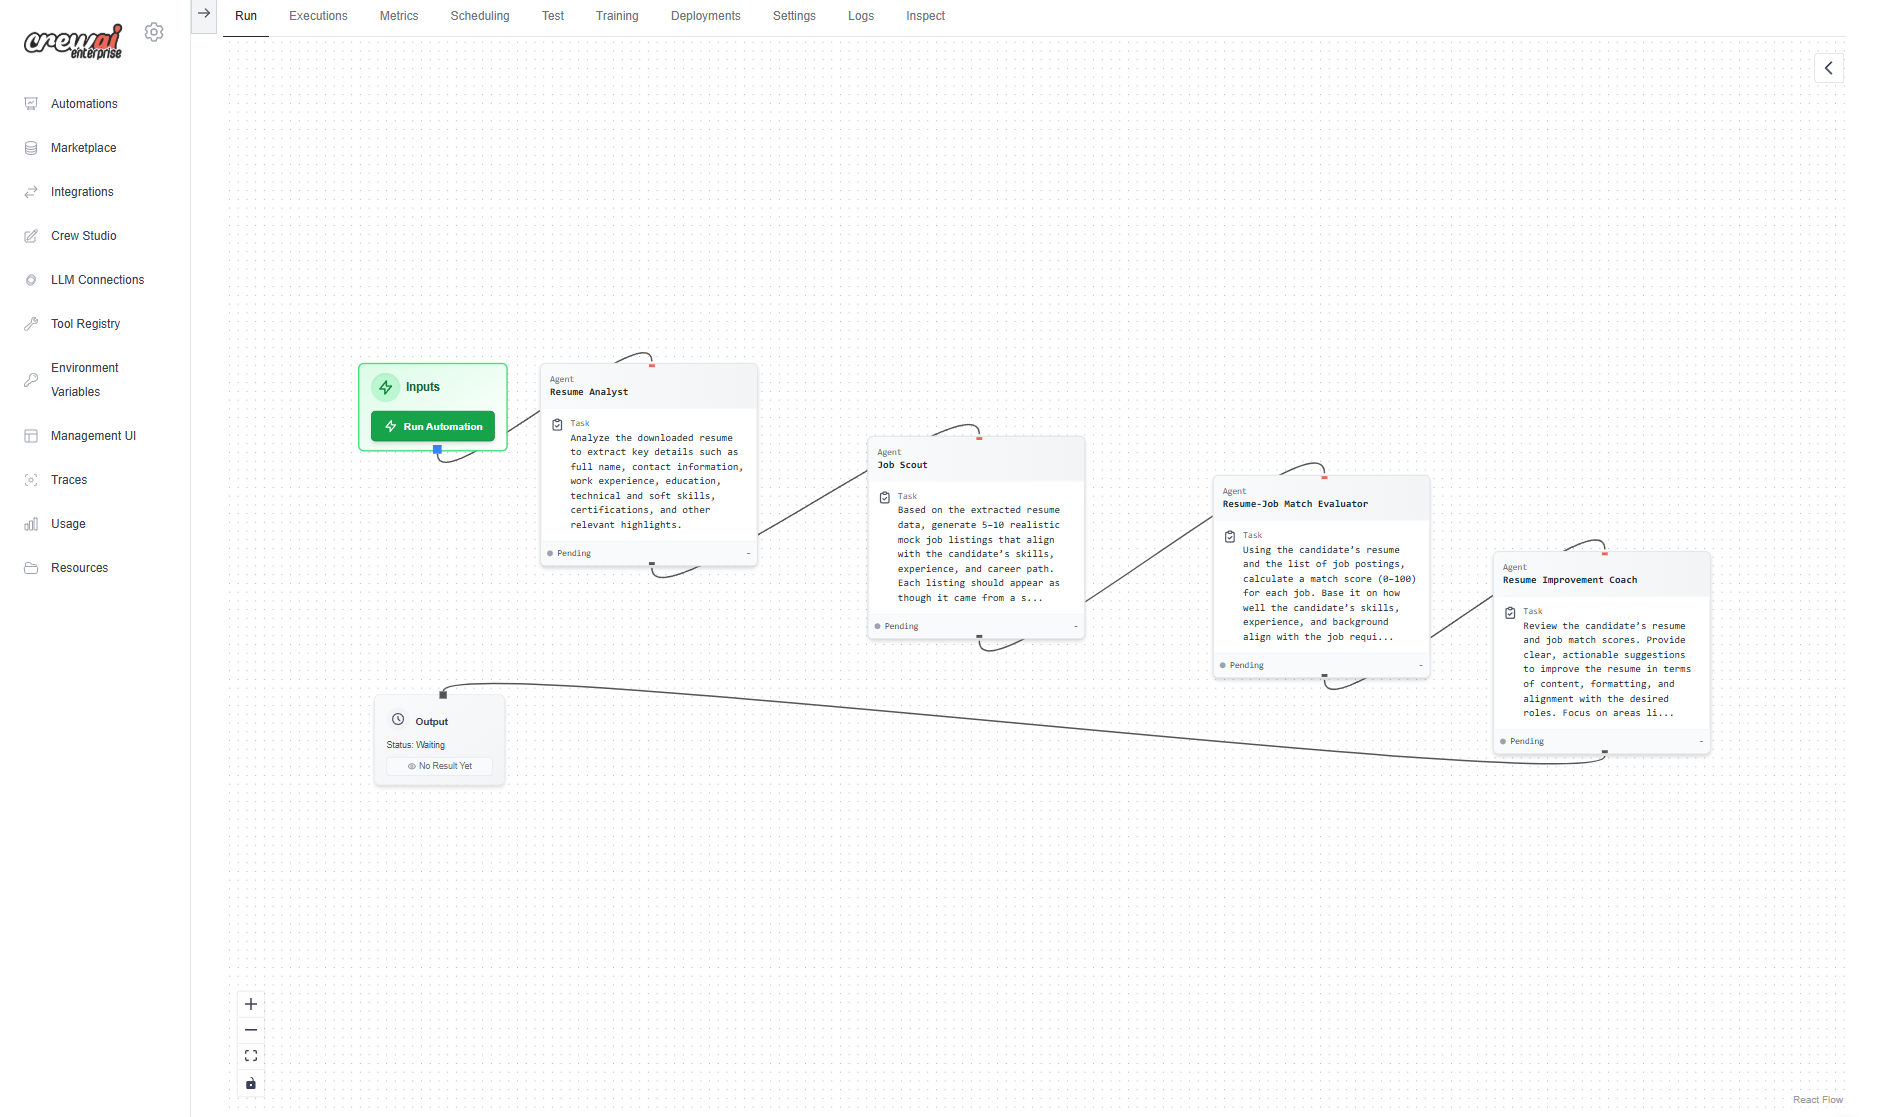 crewai
enterprise
Automations
Marketplace
Integrations
Crew Studio
LLM Connections
Tool Registry
Environment
Variables
Management UI
Traces
Usage
Resources
Run Executions Metrics Scheduling Test Training Deployments Settings Logs Inspect
Inputs
Run Automation
Agent
Resume Analyst
Task
Analyze the downloaded resume
to extract key details such as
full name, contact information,
work experience, education,
technical and soft skills,
certifications, and other
relevant highlights.
Pending -
Agent
Job Scout
Task
Based on the extracted resume
data, generate 5–10 realistic
mock job listings that align
with the candidate’s skills,
experience, and career path.
Each listing should appear as
though it came from a s...
Pending -
Agent
Resume-Job Match Evaluator
Task
Using the candidate’s resume
and the list of job postings,
calculate a match score (0–100)
for each job. Base it on how
well the candidate’s skills,
experience, and background
align with the job requi...
Pending -
Agent
Resume Improvement Coach
Task
Review the candidate’s resume
and job match scores. Provide
clear, actionable suggestions
to improve the resume in terms
of content, formatting, and
alignment with the desired
roles. Focus on areas li...
Pending -
Output
Status: Waiting
No Result Yet
React Flow